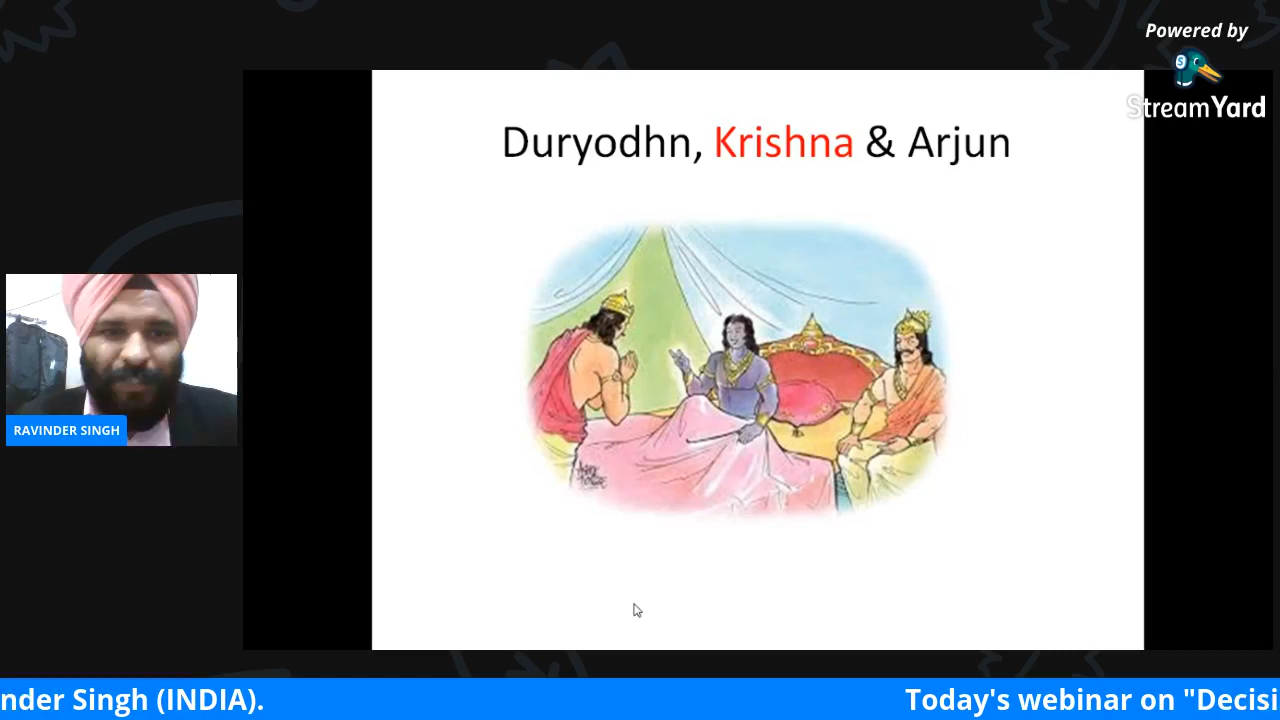 Powered by
StreamYard
Duryodhn, Krishna & Arjun
RAVINDER SINGH
nder Singh (INDIA).
Today's webinar on "Decisi